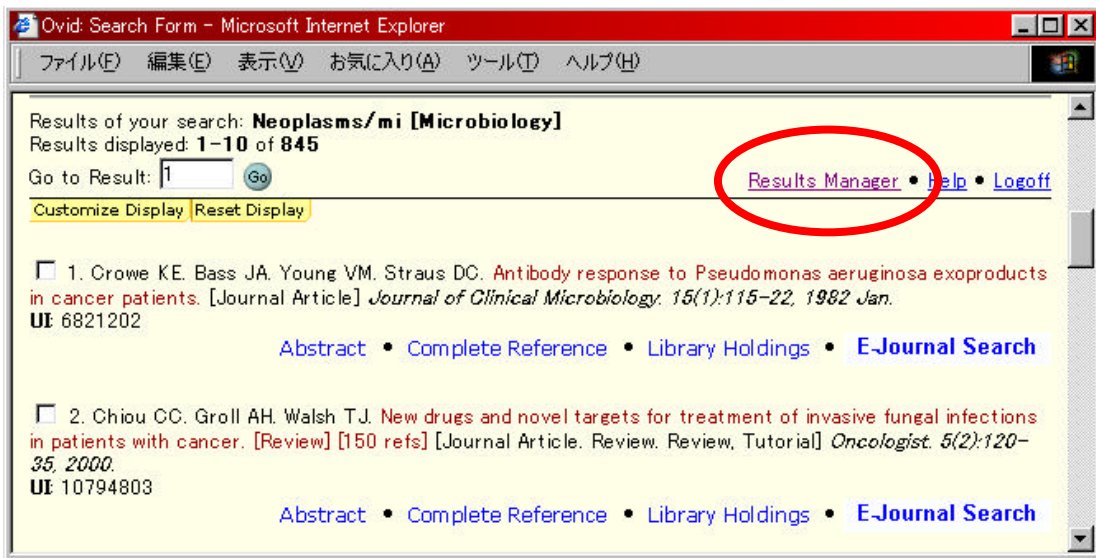 Ovid: Search Form - Microsoft Internet Explorer
ファイル(F) 編集(E) 表示(V) お気に入り(A) ツール(T) ヘルプ(H)
Results of your search: Neoplasms/mi [Microbiology]
Results displayed: 1-10 of 845
Go to Result: 1 Go
Results Manager • Help • Logoff
Customize Display Reset Display
1. Crowe KE. Bass JA. Young VM. Straus DC. Antibody response to Pseudomonas aeruginosa exoproducts
in cancer patients. [Journal Article] Journal of Clinical Microbiology. 15(1):115-22, 1982 Jan.
UI: 6821202
Abstract • Complete Reference • Library Holdings • E-Journal Search
2. Chiou CC. Groll AH. Walsh TJ. New drugs and novel targets for treatment of invasive fungal infections
in patients with cancer. [Review] [150 refs] [Journal Article. Review. Review, Tutorial] Oncologist. 5(2):120-
35, 2000.
UI: 10794803
Abstract • Complete Reference • Library Holdings • E-Journal Search